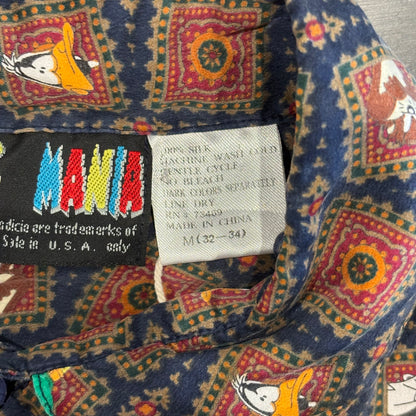 MANIA
indicia are trademarks of
Sale in U.S.A. only
100% SILK
MACHINE WASH COLD
GENTLE CYCLE
NO BLEACH
DARK COLORS SEPARATELY
LINE DRY
RN# 73469
MADE IN CHINA
M(32-34)